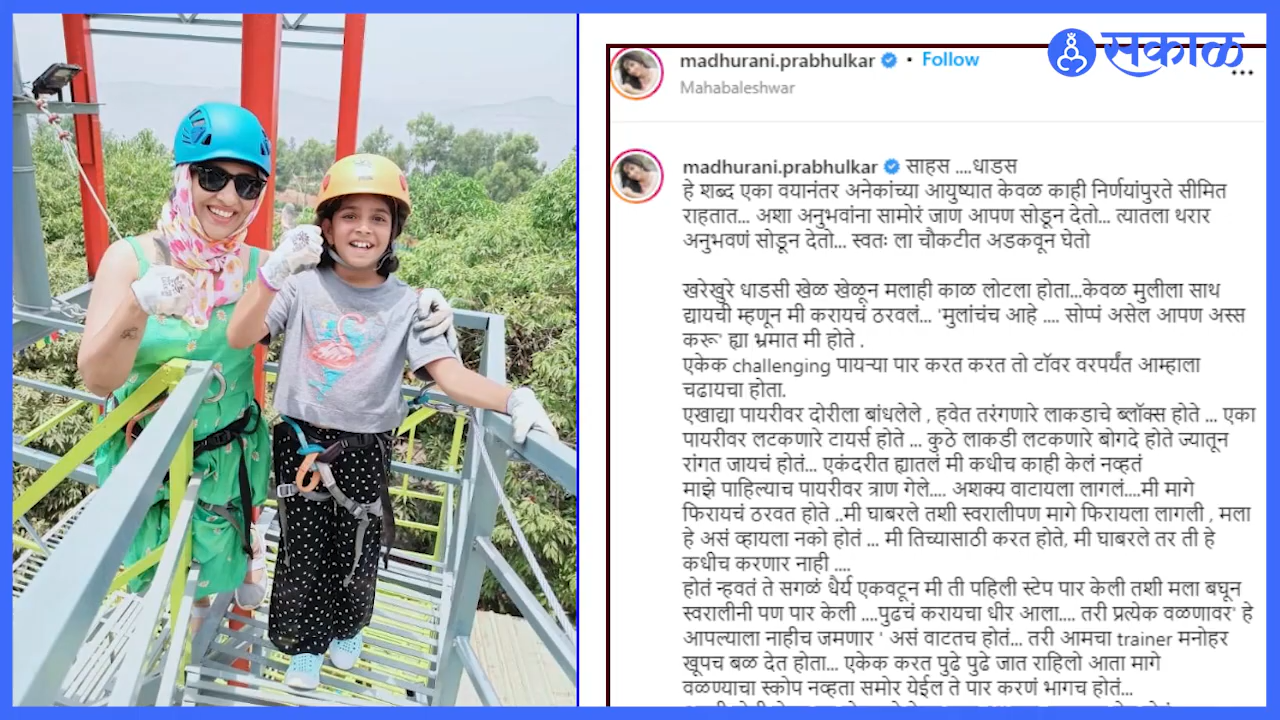 सकाळ
madhurani.prabhulkar • Follow
Mahabaleshwar
madhurani.prabhulkar साहस ....धाडस
हे शब्द एका वयानंतर अनेकांच्या आयुष्यात केवळ काही निर्णयांपुरते सीमित
राहतात... अशा अनुभवांना सामोरं जाण आपण सोडून देतो... त्यातला थरार
अनुभवणं सोडून देतो... स्वतः ला चौकटीत अडकवून घेतो
खरेखुरे धाडसी खेळ खेळून मलाही काळ लोटला होता...केवळ मुलीला साथ
द्यायची म्हणून मी करायचं ठरवलं... 'मुलांचंच आहे .... सोप्पं असेल आपण अस्स
करू' ह्या भ्रमात मी होते .
एकेक challenging पायऱ्या पार करत करत तो टॉवर वरपर्यंत आम्हाला
चढायचा होता.
एखाद्या पायरीवर दोरीला बांधलेले , हवेत तरंगणारे लाकडाचे ब्लॉक्स होते ... एका
पायरीवर लटकणारे टायर्स होते ... कुठे लाकडी लटकणारे बोगदे होते ज्यातून
रांगत जायचं होतं... एकंदरीत ह्यातलं मी कधीच काही केलं नव्हतं
माझे पाहिल्याच पायरीवर त्राण गेले.... अशक्य वाटायला लागलं....मी मागे
फिरायचं ठरवत होते ..मी घाबरले तशी स्वरालीपण मागे फिरायला लागली , मला
हे असं व्हायला नको होतं ... मी तिच्यासाठी करत होते, मी घाबरले तर ती हे
कधीच करणार नाही ....
होतं न्हवतं ते सगळं धैर्य एकवटून मी ती पहिली स्टेप पार केली तशी मला बघून
स्वरालीनी पण पार केली ....पुढचं करायचा धीर आला.... तरी प्रत्येक वळणावर' हे
आपल्याला नाहीच जमणार ' असं वाटतच होतं... तरी आमचा trainer मनोहर
खूपच बळ देत होता... एकेक करत पुढे पुढे जात राहिलो आता मागे
वळण्याचा स्कोप नव्हता समोर येईल ते पार करणं भागच होतं...